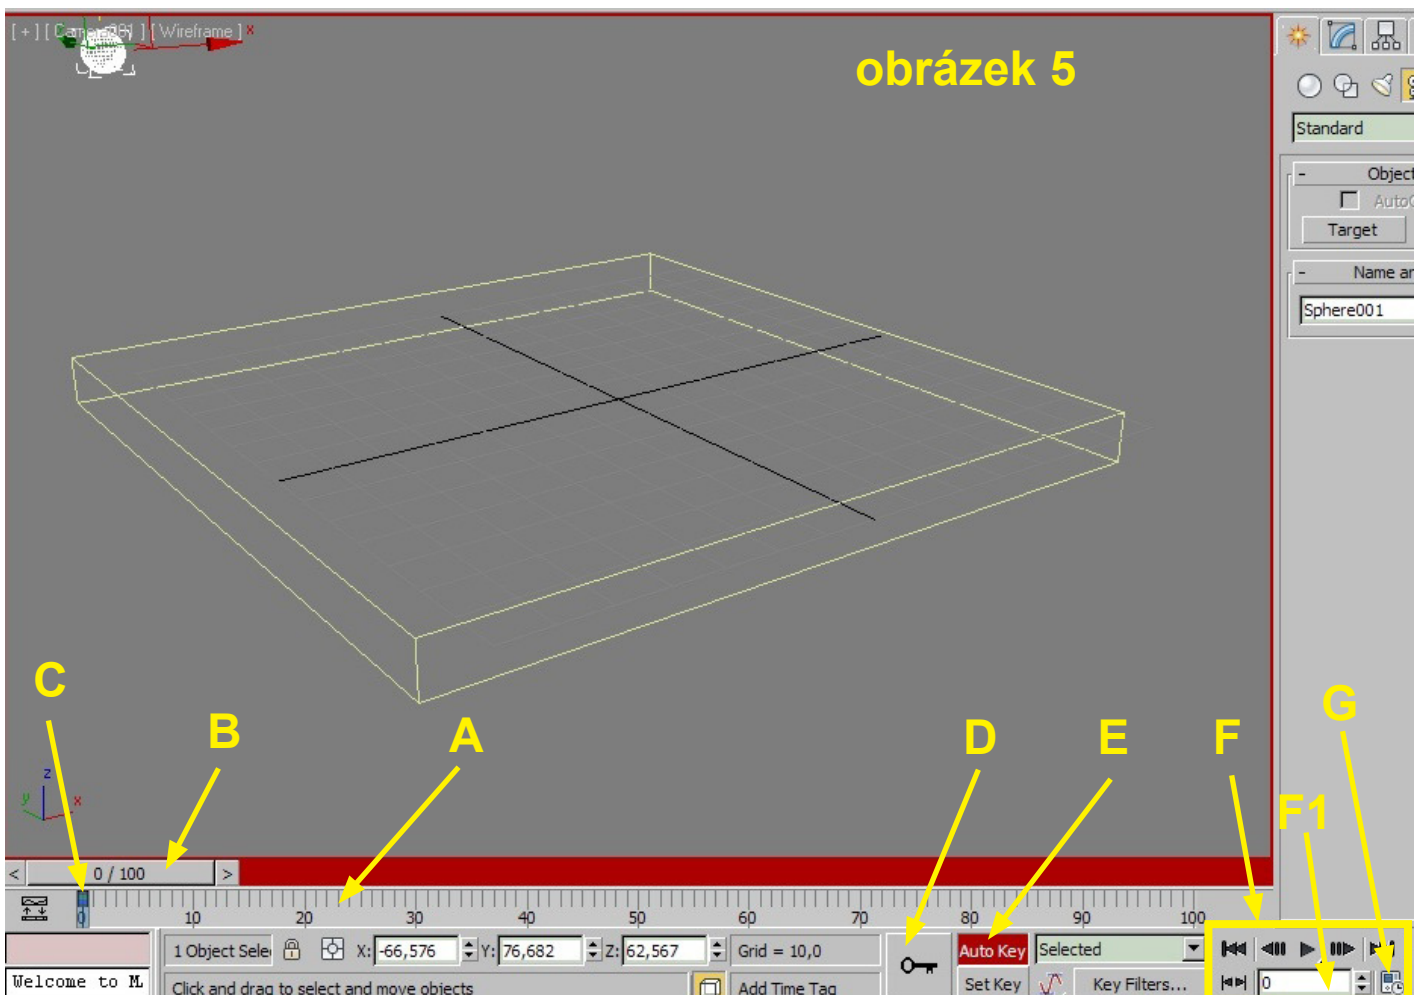 [ + ] [ Camera001 ] [ Wireframe ] x
obrázek 5
Standard
- Object
Target
- Name
Sphere001
C
B
A
D
E
F
G
F1
z
y
x
< 0 / 100 >
0 10 20 30 40 50 60 70 80 90 100
1 Object Sele X: -66,576 Y: 76,682 Z: 62,567 Grid = 10,0 Auto Key Selected
Welcome to M Click and drag to select and move objects Add Time Tag Set Key Key Filters... 0